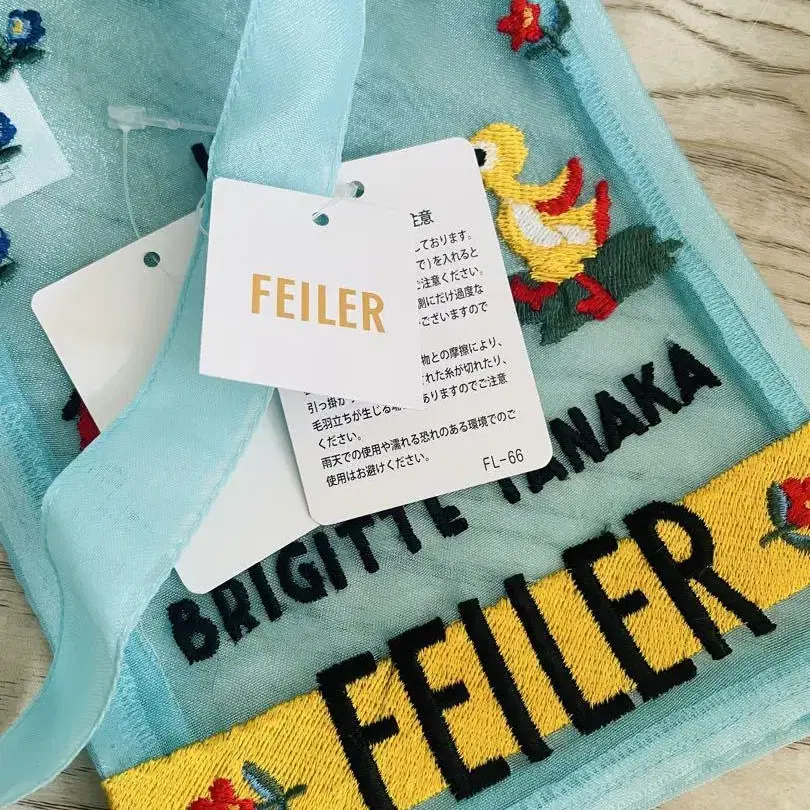 FEILER
注意
しております。
で)を入れると
ご注意ください。
側にだけ過度な
ございますので
物との摩擦により、
れた糸が切れたり、
引っ掛か
毛羽立ちが生じる場
ありますのでご注意
ください。
雨天での使用や濡れる恐れのある環境でのご
使用はお避けください。
FL-66
BRIGITTE TANAKA
FEILER